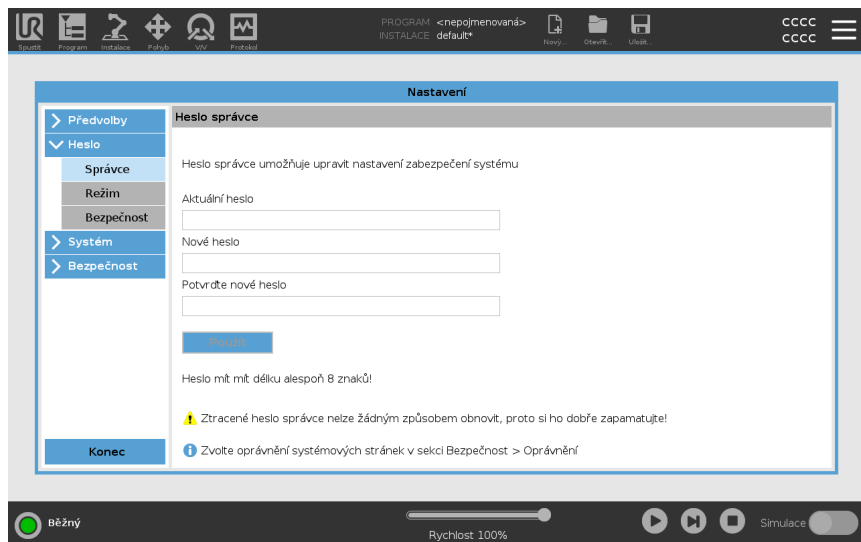 UR
PROGRAM <nepojmenovaná>
INSTALACE default*
CCCC
CCCC
Spustit Program Instalace Pohyb V/V Protokol Nový... Otevřít... Uložit...
Nastavení
Předvolby
Heslo
Správce
Režim
Bezpečnost
Systém
Bezpečnost
Konec
Heslo správce
Heslo správce umožňuje upravit nastavení zabezpečení systému
Aktuální heslo
Nové heslo
Potvrďte nové heslo
Použít
Heslo mít mít délku alespoň 8 znaků!
Ztracené heslo správce nelze žádným způsobem obnovit, proto si ho dobře zapamatujte!
Zvolte oprávnění systémových stránek v sekci Bezpečnost > Oprávnění
Běžný
Rychlost 100%
Simulace